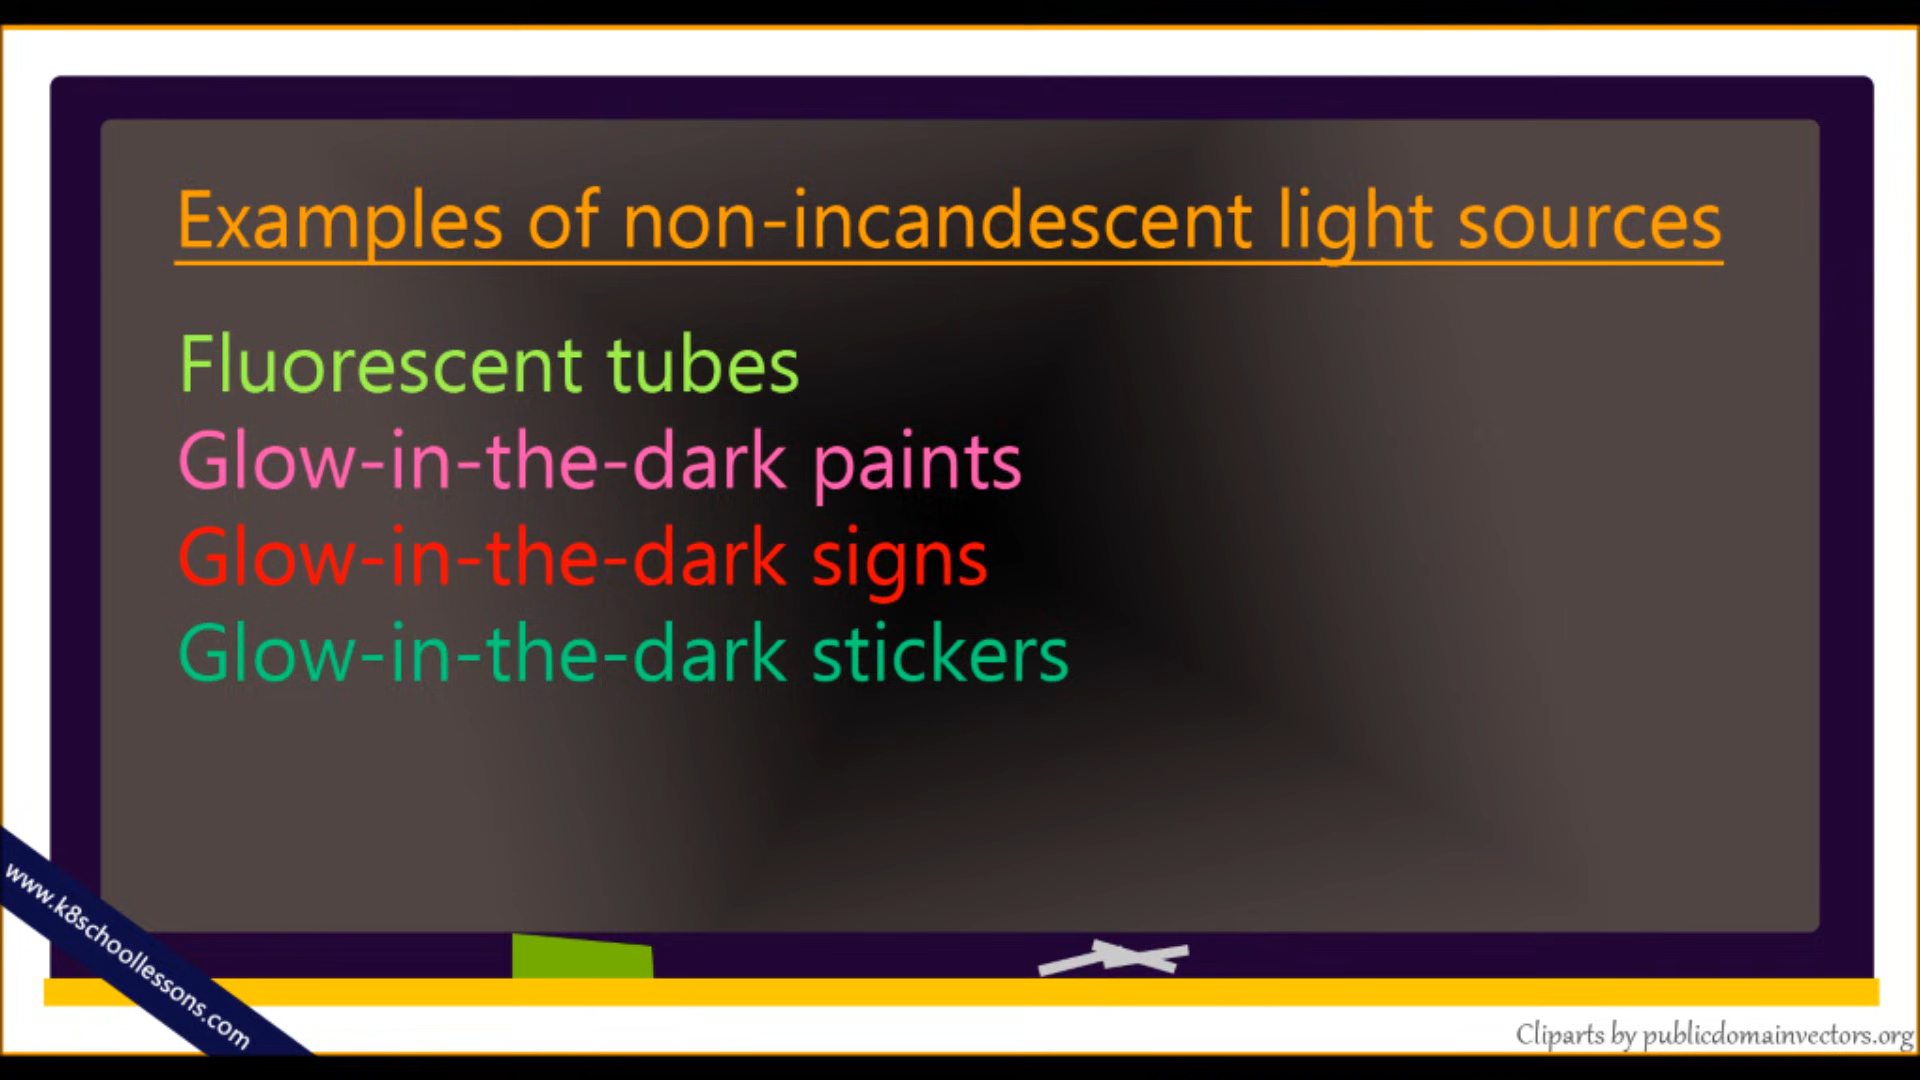 Examples of non-incandescent light sources
Fluorescent tubes
Glow-in-the-dark paints
Glow-in-the-dark signs
Glow-in-the-dark stickers
www.k8schoollessons.com
Cliparts by publicdomainvectors.org